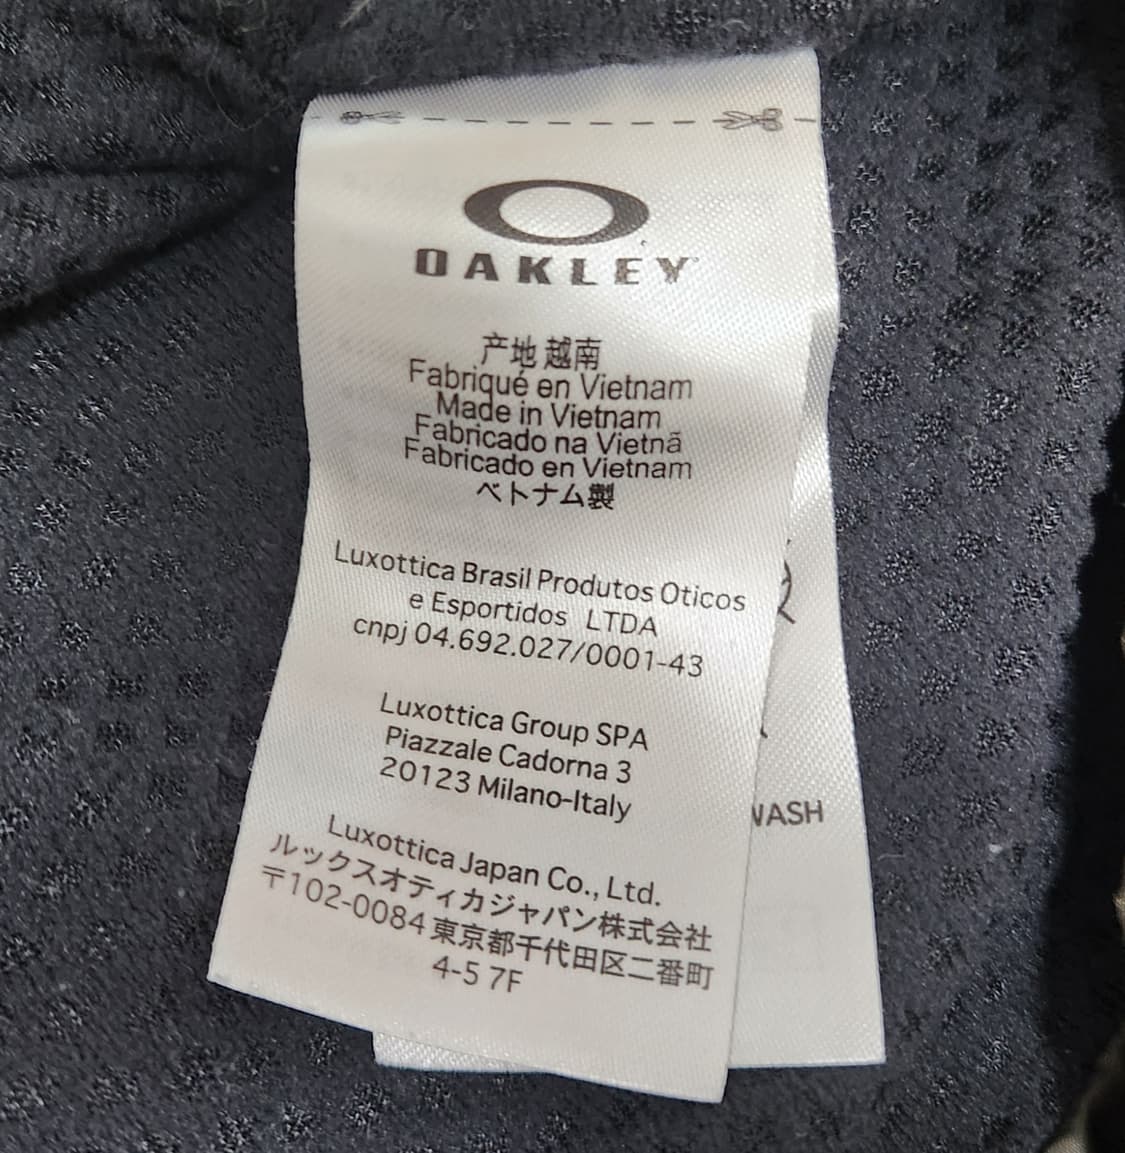 OAKLEY
产地 越南
Fabriqué en Vietnam
Made in Vietnam
Fabricado na Vietnã
Fabricado en Vietnam
ベトナム製
Luxottica Brasil Produtos Oticos
e Esportidos LTDA
cnpj 04.692.027/0001-43
Luxottica Group SPA
Piazzale Cadorna 3
20123 Milano-Italy
Luxottica Japan Co., Ltd.
ルックスオティカジャパン株式会社
〒102-0084 東京都千代田区二番町
4-5 7F
WASH